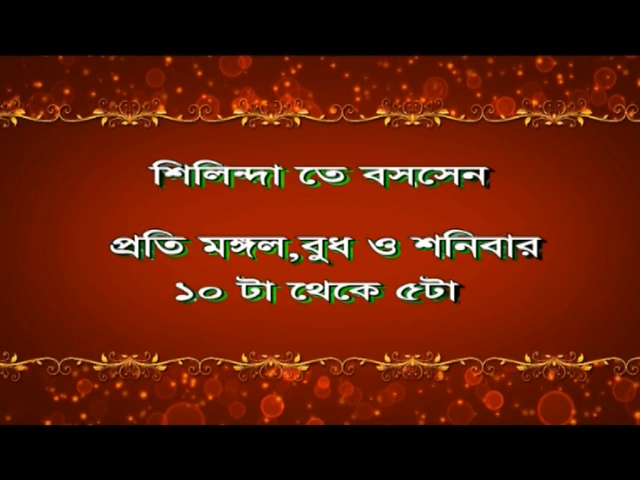 শিলিন্দা তে বসসেন
প্রতি মঙ্গল,বুধ ও শনিবার
১০ টা থেকে ৫টা